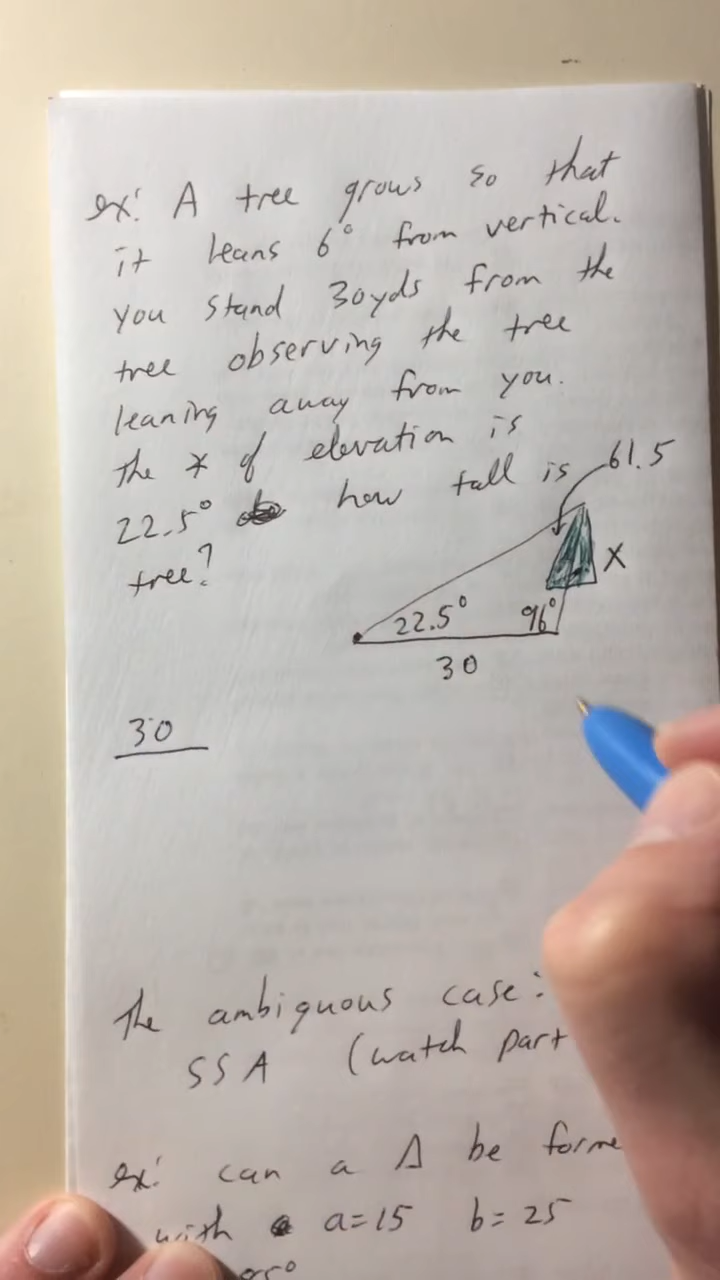 ex: A tree grows so that
it leans 6° from vertical.
you stand 30yds from the
tree observing the tree
leaning away from you.
the ∡ of elevation is
22.5° how tall is
tree?
61.5
X
22.5° 96°
30
30
The ambiguous case:
SSA (watch part
ex: can a Δ be forme
with a=15 b=25